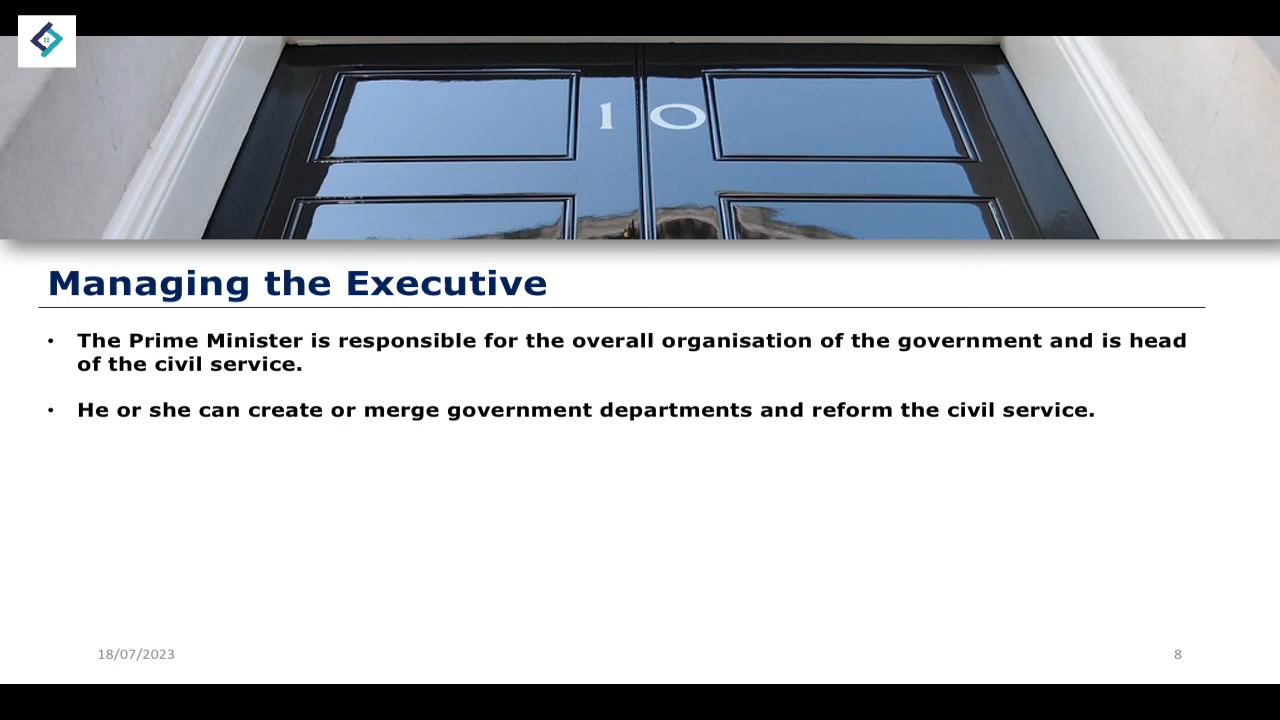 10
Managing the Executive
• The Prime Minister is responsible for the overall organisation of the government and is head
of the civil service.
• He or she can create or merge government departments and reform the civil service.
18/07/2023
8